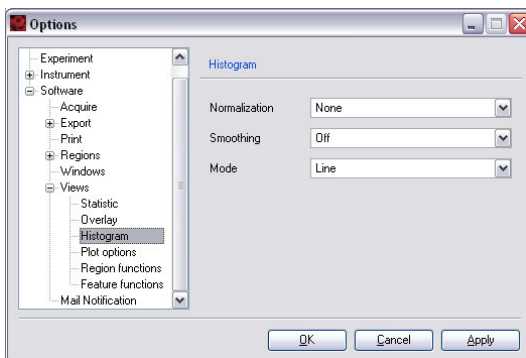 Options
Experiment
Instrument
Software
Acquire
Export
Print
Regions
Windows
Views
Statistic
Overlay
Histogram
Plot options
Region functions
Feature functions
Mail Notification
Histogram
Normalization None
Smoothing Off
Mode Line
OK Cancel Apply